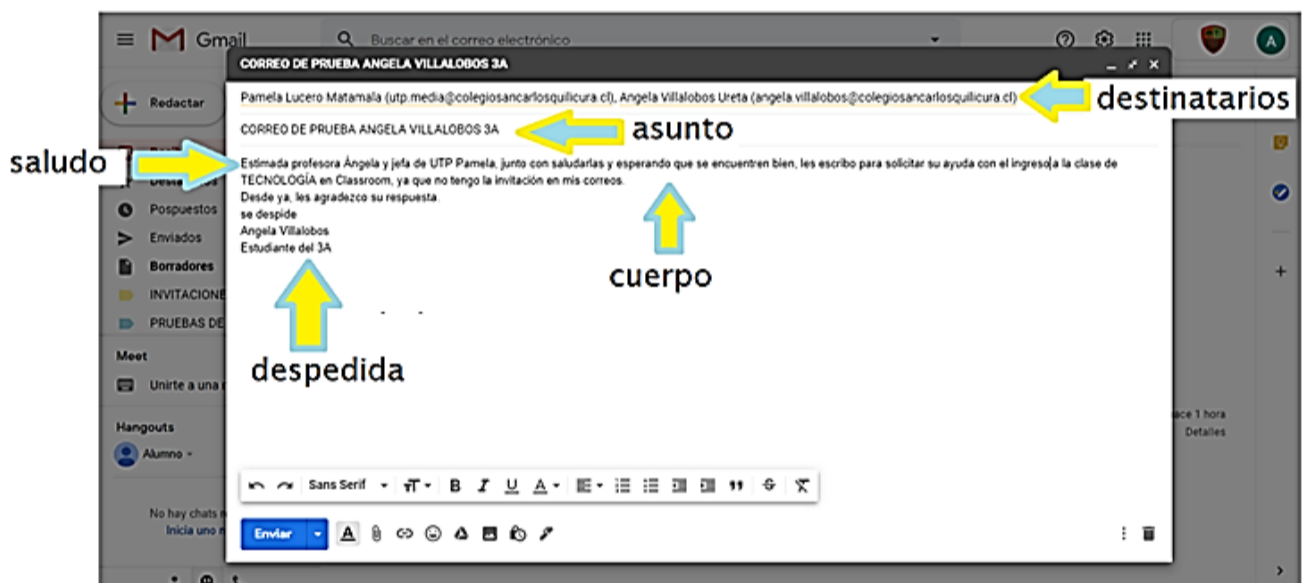 Gmail
Buscar en el correo electrónico
CORREO DE PRUEBA ANGELA VILLALOBOS 3A
Redactar
Pamela Lucero Matamala (utp.media@colegiosancarlosquilicura.cl), Angela Villalobos Ureta (angela.villalobos@colegiosancarlosquilicura.cl)
destinatarios
CORREO DE PRUEBA ANGELA VILLALOBOS 3A
asunto
saludo
Estimada profesora Ángela y jefa de UTP Pamela, junto con saludarlas y esperando que se encuentren bien, les escribo para solicitar su ayuda con el ingreso a la clase de
TECNOLOGÍA en Classroom, ya que no tengo la invitación en mis correos.
Desde ya, les agradezco su respuesta.
se despide
Angela Villalobos
Estudiante del 3A
cuerpo
despedida
Pospuestos
Enviados
Borradores
INVITACIONE
PRUEBAS DE
Meet
Unirte a una
Hangouts
Alumno
No hay chats
Inicia uno
A
hace 1 hora
Detalles
Sans Serif
Enviar